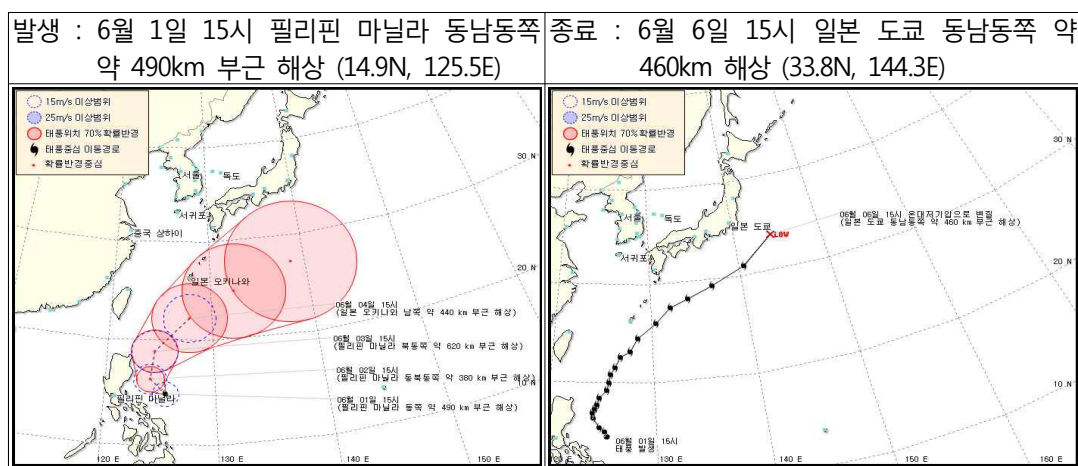 발생 : 6월 1일 15시 필리핀 마닐라 동남동쪽
약 490km 부근 해상 (14.9N, 125.5E)
종료 : 6월 6일 15시 일본 도쿄 동남동쪽 약
460km 해상 (33.8N, 144.3E)
15m/s 이상범위
25m/s 이상범위
태풍위치 70%확률반경
태풍중심 이동경로
확률반경중심
서울
독도
서귀포
중국 상하이
일본 오키나와
필리핀 마닐라
06월 04일 15시
(일본 오키나와 남쪽 약 440 km 부근 해상)
06월 03일 15시
(필리핀 마닐라 북동쪽 약 620 km 부근 해상)
06월 02일 15시
(필리핀 마닐라 동북동쪽 약 380 km 부근 해상)
06월 01일 15시
(필리핀 마닐라 동쪽 약 490 km 부근 해상)
30 N
20 N
10 N
120 E
130 E
140 E
150 E
15m/s 이상범위
25m/s 이상범위
태풍위치 70%확률반경
태풍중심 이동경로
확률반경중심
서울
독도
서귀포
일본 도쿄
LOW
06월 06일 15시 온대저기압으로 변질
(일본 도쿄 동남동쪽 약 460 km 부근 해상)
06월 01일 15시
태풍 발생
30 N
20 N
10 N
120 E
130 E
140 E
150 E
160 E